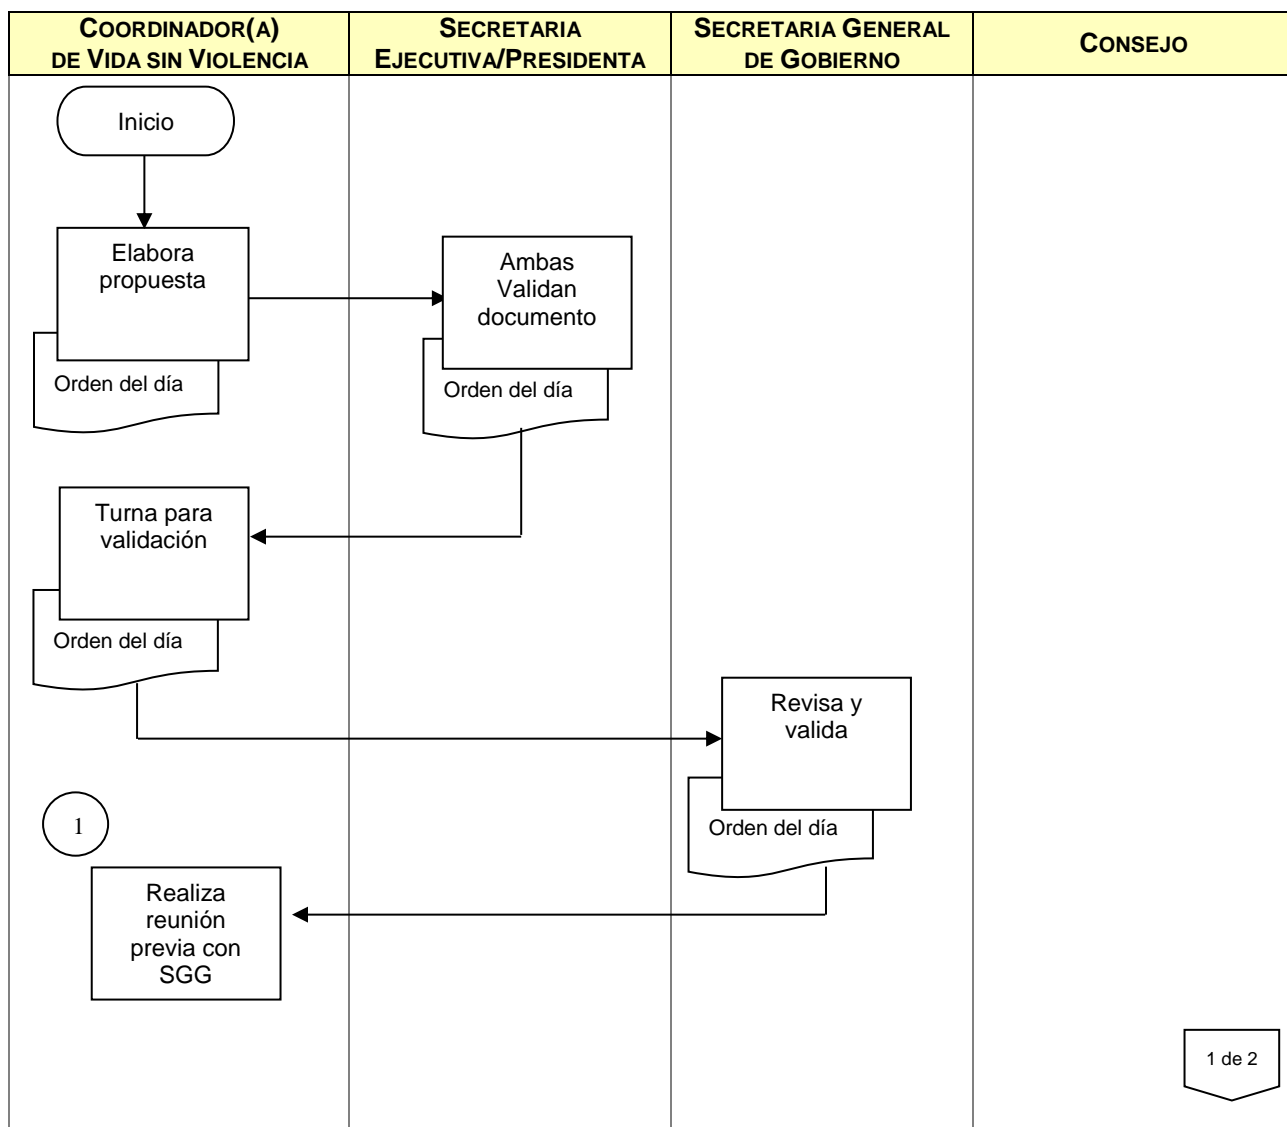 COORDINADOR(A)
DE VIDA SIN VIOLENCIA
SECRETARIA
EJECUTIVA/PRESIDENTA
SECRETARIA GENERAL
DE GOBIERNO
CONSEJO
Inicio
Elabora
propuesta
Orden del día
Ambas
Validan
documento
Orden del día
Turna para
validación
Orden del día
Revisa y
valida
Orden del día
1
Realiza
reunión
previa con
SGG
1 de 2